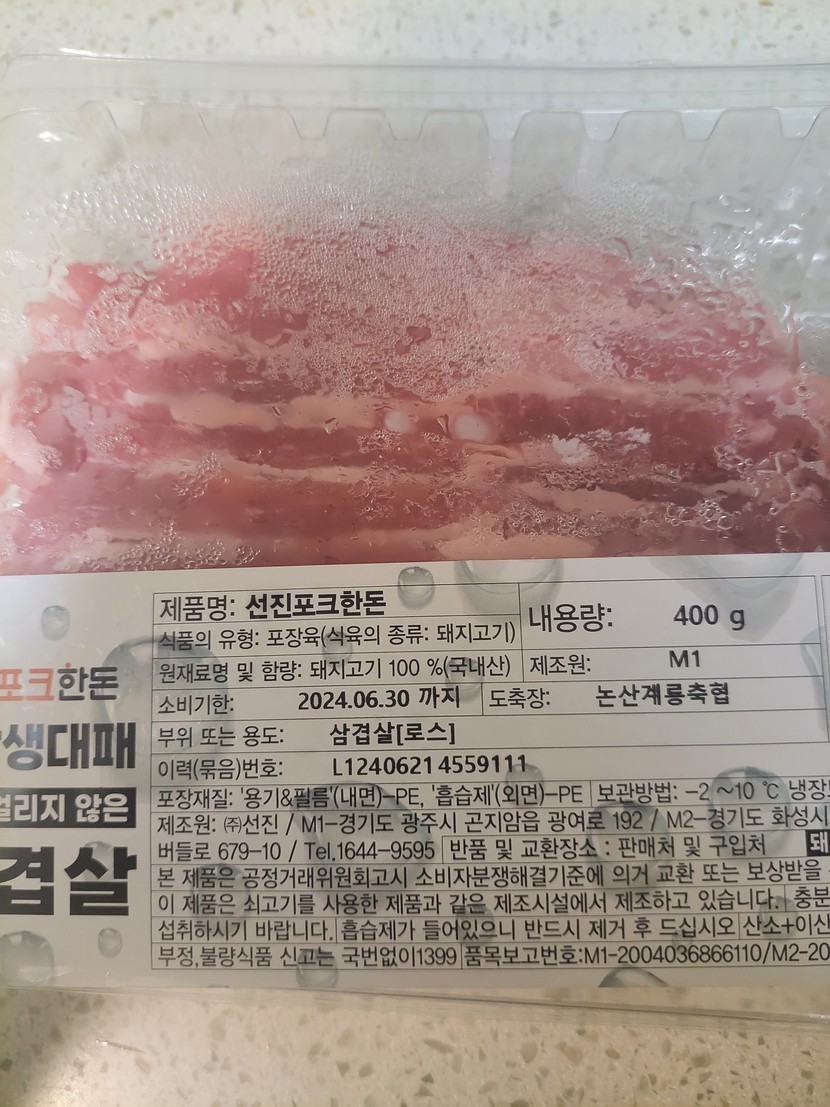 포크한돈
생대패
얼리지 않은
겹살
제품명: 선진포크한돈
내용량: 400 g
식품의 유형: 포장육(식육의 종류: 돼지고기)
원재료명 및 함량: 돼지고기 100 %(국내산) 제조원: M1
소비기한: 2024.06.30 까지 도축장: 논산계룡축협
부위 또는 용도: 삼겹살[로스]
이력(묶음)번호: L12406214559111
포장재질: '용기&필름'(내면)-PE, '흡습제'(외면)-PE 보관방법: -2 ~10 ℃ 냉장
제조원: ㈜선진 / M1-경기도 광주시 곤지암읍 광여로 192 / M2-경기도 화성시
버들로 679-10 / Tel.1644-9595 반품 및 교환장소 : 판매처 및 구입처 돼
본 제품은 공정거래위원회고시 소비자분쟁해결기준에 의거 교환 또는 보상받을
이 제품은 쇠고기를 사용한 제품과 같은 제조시설에서 제조하고 있습니다. 충분
섭취하시기 바랍니다. 흡습제가 들어있으니 반드시 제거 후 드십시오 산소+이산
부정,불량식품 신고는 국번없이1399 품목보고번호:M1-2004036866110/M2-20